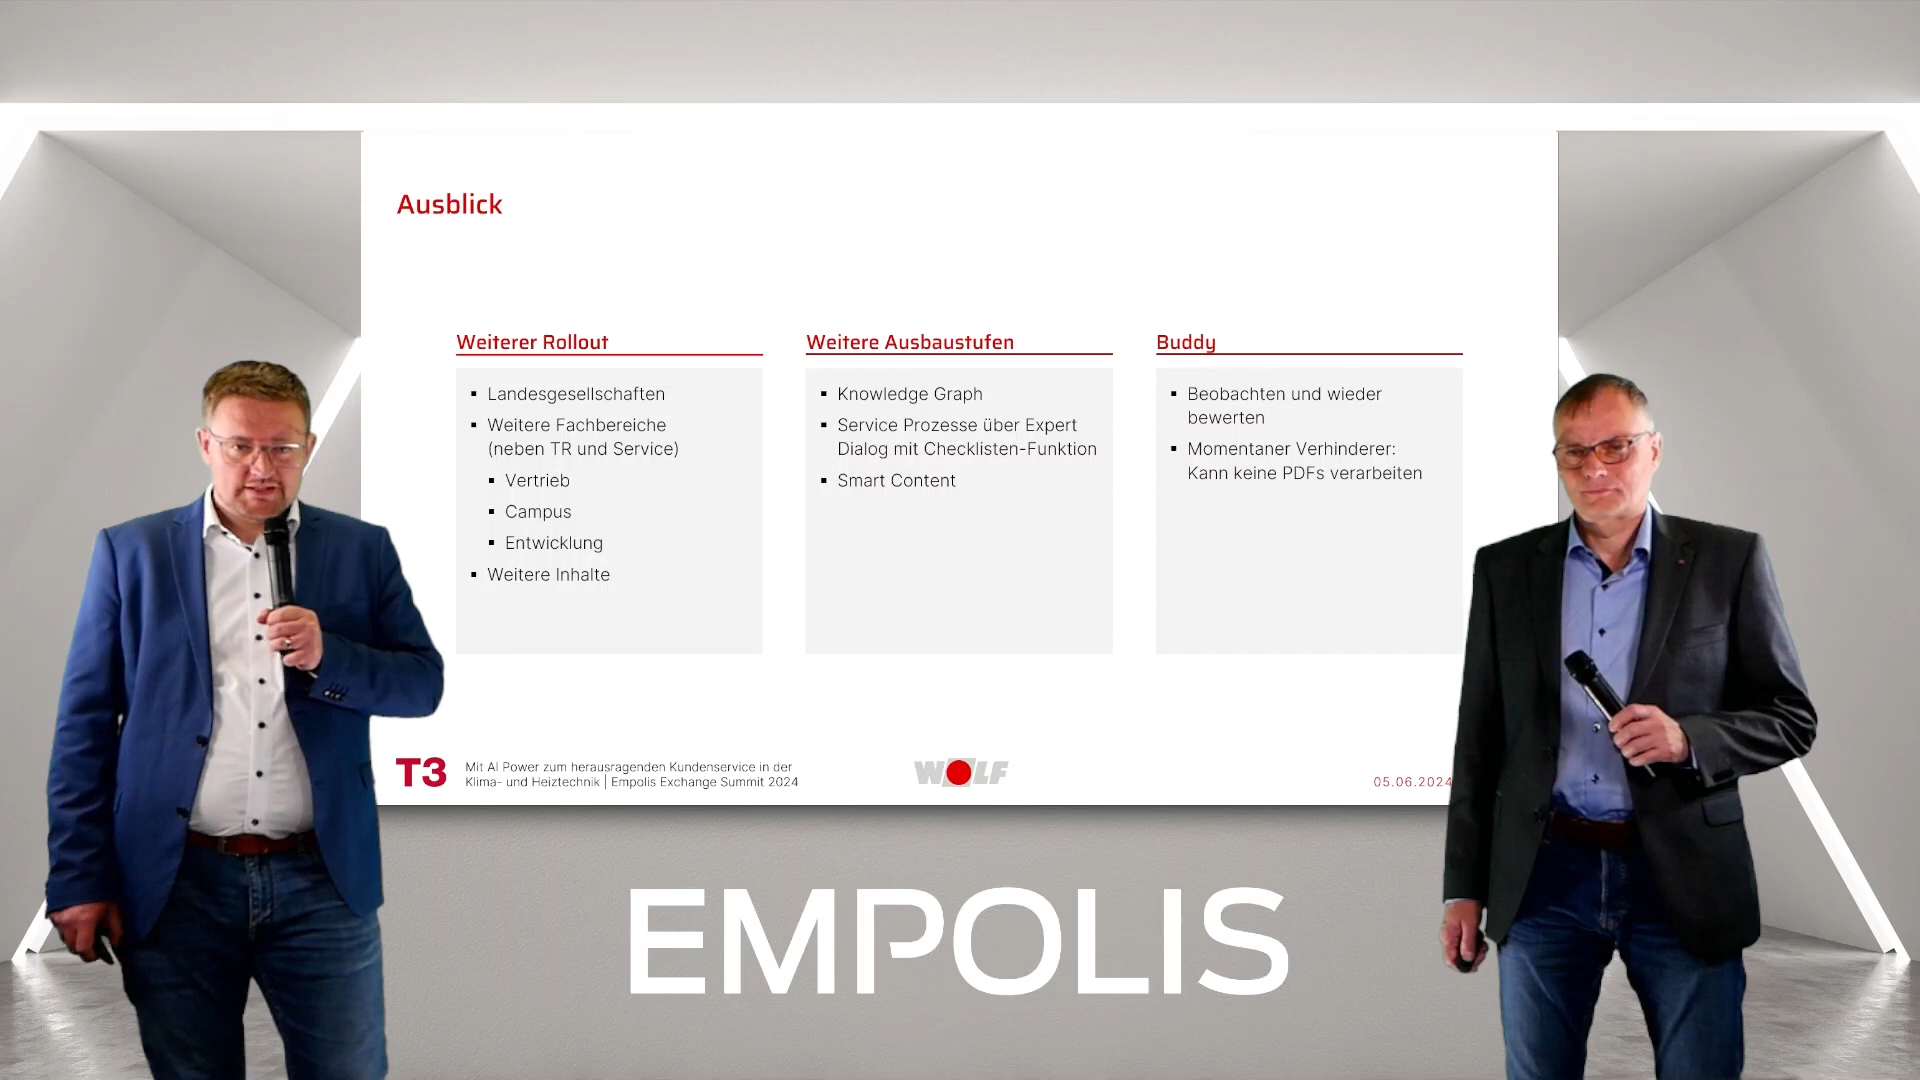 Ausblick
Weiterer Rollout
▪ Landesgesellschaften
▪ Weitere Fachbereiche
(neben TR und Service)
▪ Vertrieb
▪ Campus
▪ Entwicklung
▪ Weitere Inhalte
Weitere Ausbaustufen
▪ Knowledge Graph
▪ Service Prozesse über Expert
Dialog mit Checklisten-Funktion
▪ Smart Content
Buddy
▪ Beobachten und wieder
bewerten
▪ Momentaner Verhinderer:
Kann keine PDFs verarbeiten
T3
Mit AI Power zum herausragenden Kundenservice in der
Klima- und Heiztechnik | Empolis Exchange Summit 2024
WOLF
05.06.2024
EMPOLIS